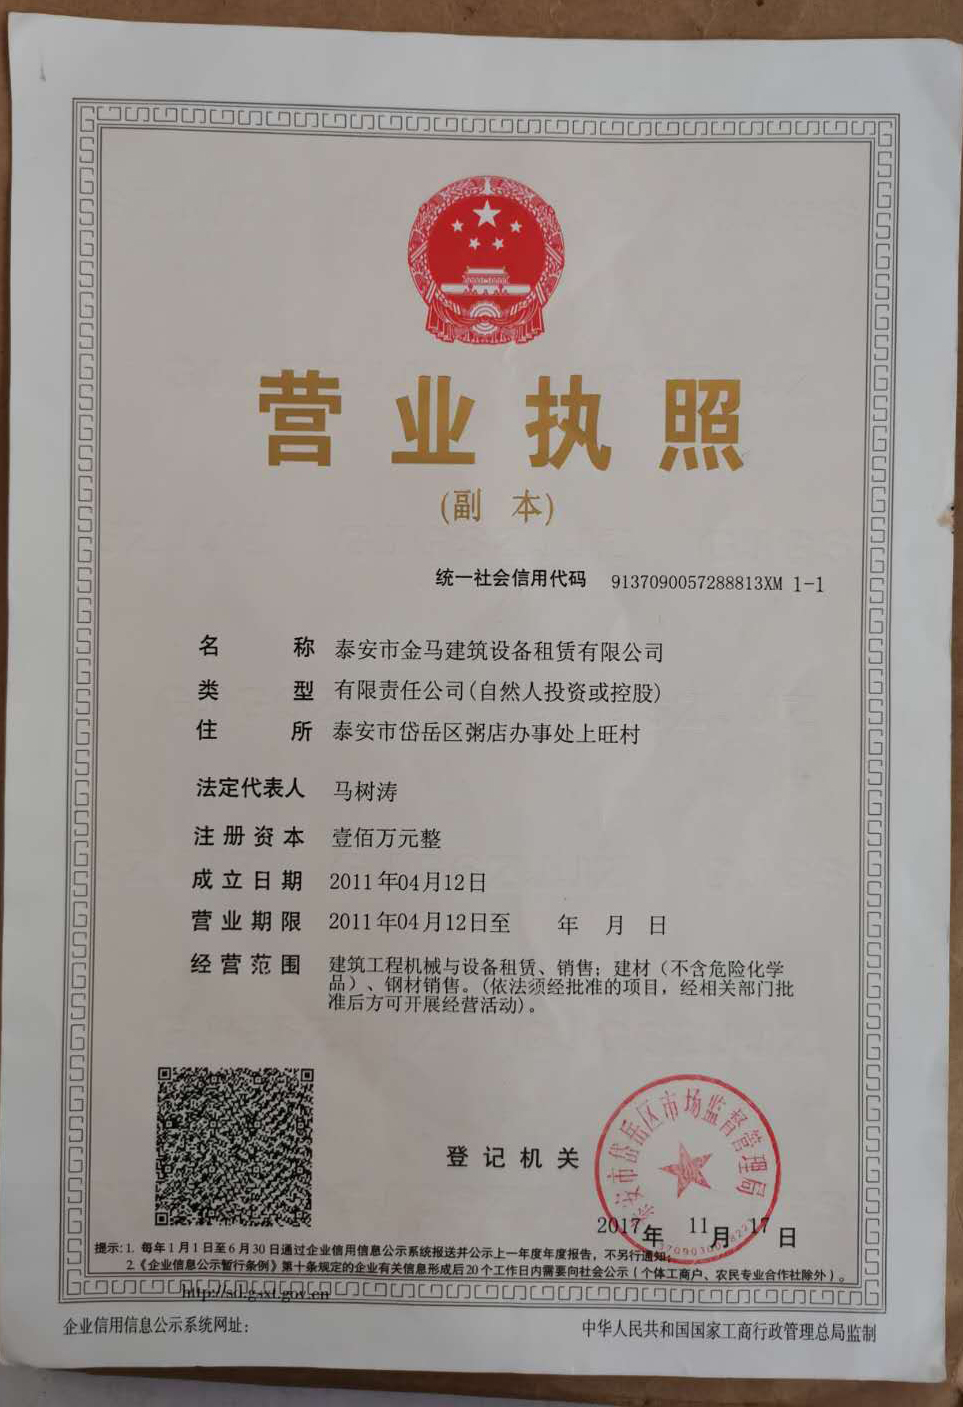 营业执照
(副 本)
统一社会信用代码 9137090057288813XM 1-1
名 称 泰安市金马建筑设备租赁有限公司
类 型 有限责任公司(自然人投资或控股)
住 所 泰安市岱岳区粥店办事处上旺村
法定代表人 马树涛
注册资本 壹佰万元整
成立日期 2011年04月12日
营业期限 2011年04月12日至 年 月 日
经营范围 建筑工程机械与设备租赁、销售；建材（不含危险化学
品）、钢材销售。(依法须经批准的项目，经相关部门批
准后方可开展经营活动)。
泰安市岱岳区市场监督管理局
登记机关
2017年 11月 17日
提示：1. 每年1月1日至6月30日通过企业信用信息公示系统报送并公示上一年度年度报告，不另行通知；
2.《企业信息公示暂行条例》第十条规定的企业有关信息形成后20个工作日内需要向社会公示（个体工商户、农民专业合作社除外）。
http://sd.gsxt.gov.cn
企业信用信息公示系统网址：
中华人民共和国国家工商行政管理总局监制